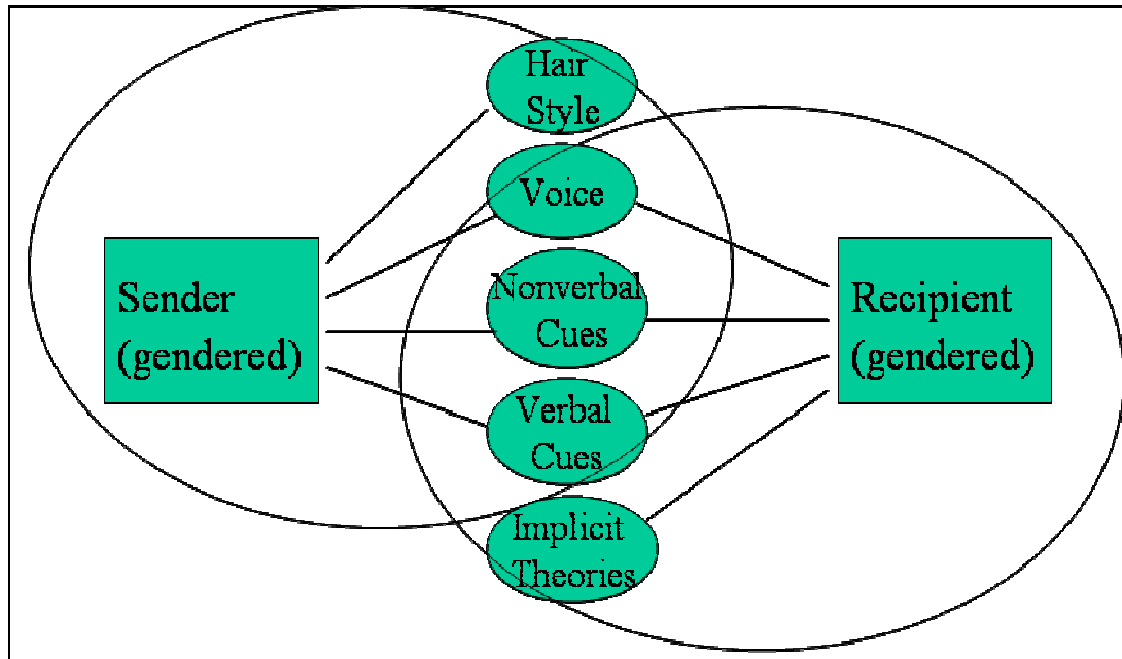 Hair
Style
Voice
Nonverbal
Cues
Sender
(gendered)
Recipient
(gendered)
Verbal
Cues
Implicit
Theories